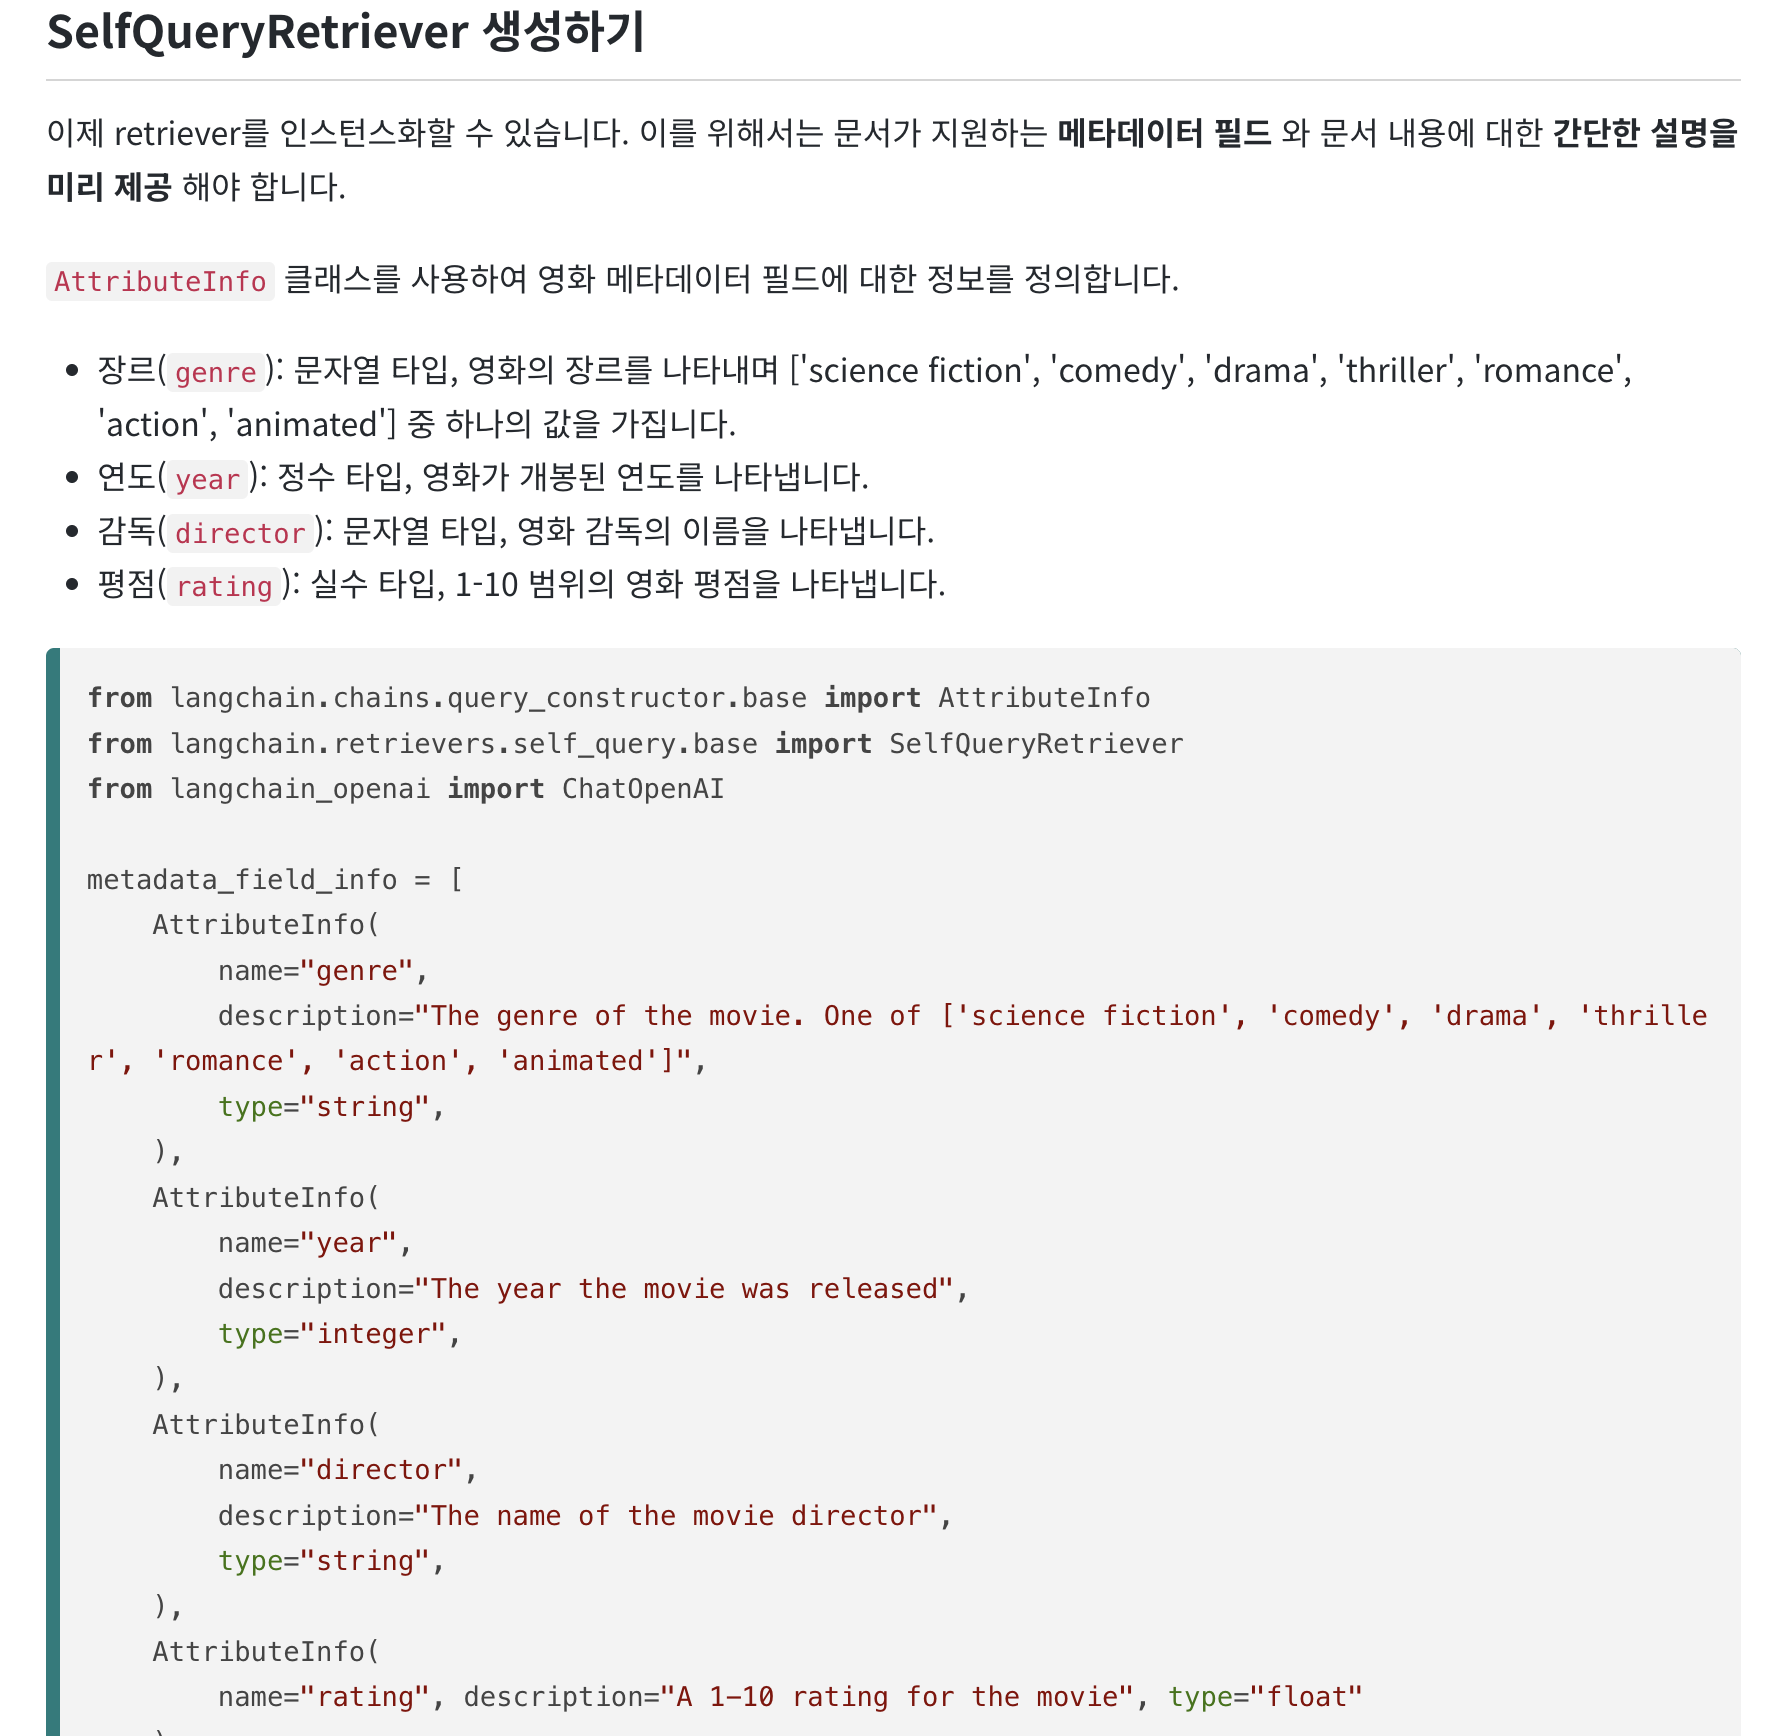 SelfQueryRetriever 생성하기
이제 retriever를 인스턴스화할 수 있습니다. 이를 위해서는 문서가 지원하는 메타데이터 필드 와 문서 내용에 대한 간단한 설명을
미리 제공 해야 합니다.
AttributeInfo 클래스를 사용하여 영화 메타데이터 필드에 대한 정보를 정의합니다.
• 장르(genre): 문자열 타입, 영화의 장르를 나타내며 ['science fiction', 'comedy', 'drama', 'thriller', 'romance',
'action', 'animated'] 중 하나의 값을 가집니다.
• 연도(year): 정수 타입, 영화가 개봉된 연도를 나타냅니다.
• 감독(director): 문자열 타입, 영화 감독의 이름을 나타냅니다.
• 평점(rating): 실수 타입, 1-10 범위의 영화 평점을 나타냅니다.
from langchain.chains.query_constructor.base import AttributeInfo
from langchain.retrievers.self_query.base import SelfQueryRetriever
from langchain_openai import ChatOpenAI

metadata_field_info = [
    AttributeInfo(
        name="genre",
        description="The genre of the movie. One of ['science fiction', 'comedy', 'drama', 'thrille
r', 'romance', 'action', 'animated']",
        type="string",
    ),
    AttributeInfo(
        name="year",
        description="The year the movie was released",
        type="integer",
    ),
    AttributeInfo(
        name="director",
        description="The name of the movie director",
        type="string",
    ),
    AttributeInfo(
        name="rating", description="A 1-10 rating for the movie", type="float"